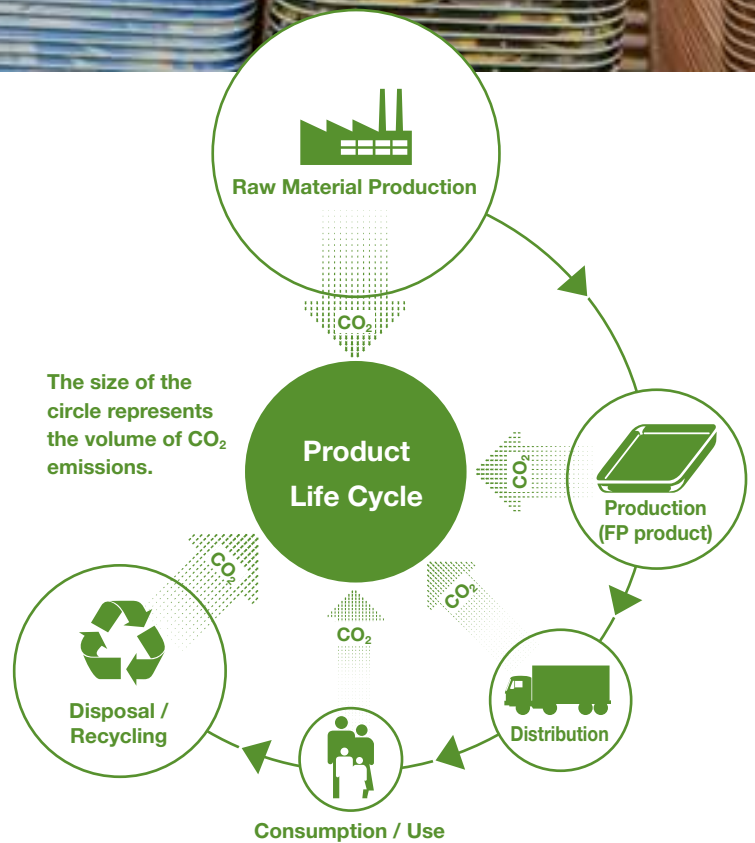 Raw Material Production
CO₂
The size of the
circle represents
the volume of CO₂
emissions.
Product
Life Cycle
CO₂
Production
(FP product)
CO₂
CO₂
CO₂
Disposal /
Recycling
Distribution
Consumption / Use